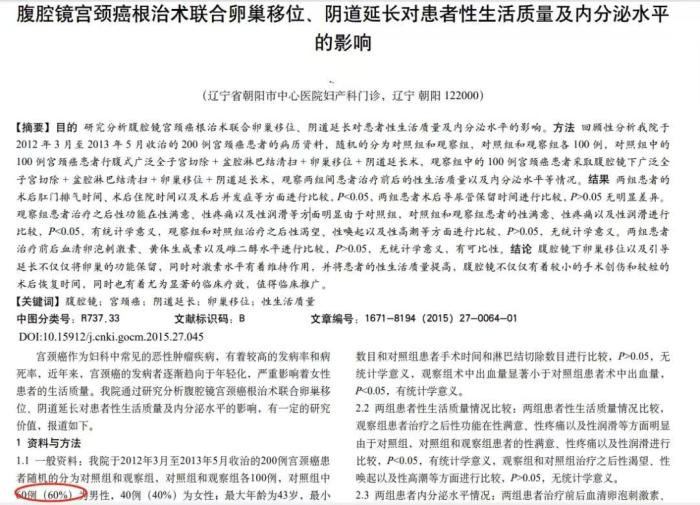 腹腔镜宫颈癌根治术联合卵巢移位、阴道延长对患者性生活质量及内分泌水平
的影响
（辽宁省朝阳市中心医院妇产科门诊，辽宁 朝阳 122000）
【摘要】目的 研究分析腹腔镜宫颈癌根治术联合卵巢移位、阴道延长对患者性生活质量及内分泌水平的影响。方法 回顾性分析我院于
2012 年 3 月至 2013 年 5 月收治的 200 例宫颈癌患者的病历资料，随机的分为对照组和观察组，对照组和观察组各 100 例，对照组中的
100 例宫颈癌患者行腹式广泛全子宫切除 + 盆腔淋巴结清扫 + 卵巢移位 + 阴道延长术，观察组中的 100 例宫颈癌患者采取腹腔镜下广泛全
子宫切除 + 盆腔淋巴结清扫 + 卵巢移位 + 阴道延长术，观察两组间患者治疗前后的性生活质量以及内分泌水平等情况。结果 两组患者的
术后肛门排气时间、术后住院时间以及术后并发症等方面进行比较，P<0.05，两组患者术后导尿管保留时间进行比较，P>0.05 无明显差异。
观察组患者治疗之后性功能在性满意、性疼痛以及性润滑等方面明显由于对照组，对照组和观察组患者的性满意、性疼痛以及性润滑进行
比较，P<0.05，有统计学意义，观察组和对照组治疗之后性渴望、性唤起以及性高潮等方面进行比较，P>0.05，无统计学意义。两组患者
治疗前后血清卵泡刺激素、黄体生成素以及雌二醇水平进行比较，P>0.05，无统计学意义，有可比性。结论 腹腔镜下卵巢移位以及引导
延长不仅仅将卵巢的功能保留，同时对激素水平有着维持作用，并将患者的性生活质量提高，腹腔镜不仅仅有着较小的手术创伤和较短的
术后恢复时间，同时也有着尤为显著的临床疗效，值得临床推广。
【关键词】腹腔镜；宫颈癌；阴道延长；卵巢移位；性生活质量
中图分类号：R737.33 文献标识码：B 文章编号：1671-8194（2015）27-0064-01
DOI:10.15912/j.cnki.gocm.2015.27.045
宫颈癌作为妇科中常见的恶性肿瘤疾病，有着较高的发病率和病
死率，近年来，宫颈癌的发病者逐渐趋向于年轻化，严重影响着女性
患者的生活质量。我院通过研究分析腹腔镜宫颈癌根治术联合卵巢移
位、阴道延长对患者性生活质量及内分泌水平的影响，有一定的研究
价值，报道如下。
1 资料与方法
1.1 一般资料：我院于2012年3月至2013年5月收治的200例宫颈癌患
者随机的分为对照组和观察组，对照组和观察组各100例，对照组中
60例（60%）为男性，40例（40%）为女性；最大年龄为43岁，最小
数目和对照组患者手术时间和淋巴结切除数目进行比较，P>0.05，无
统计学意义，观察组术中出血量显著小于对照组患者术中出血量，
P<0.05，有统计学意义。
2.2 两组患者性生活质量情况比较：两组患者性生活质量情况比较，
观察组患者治疗之后性功能在性满意、性疼痛以及性润滑等方面明显
由于对照组，对照组和观察组患者的性满意、性疼痛以及性润滑进行
比较，P<0.05，有统计学意义，观察组和对照组治疗之后性渴望、性
唤起以及性高潮等方面进行比较，P>0.05，无统计学意义。
2.3 两组患者内分泌水平情况：两组患者治疗前后血清卵泡刺激素、